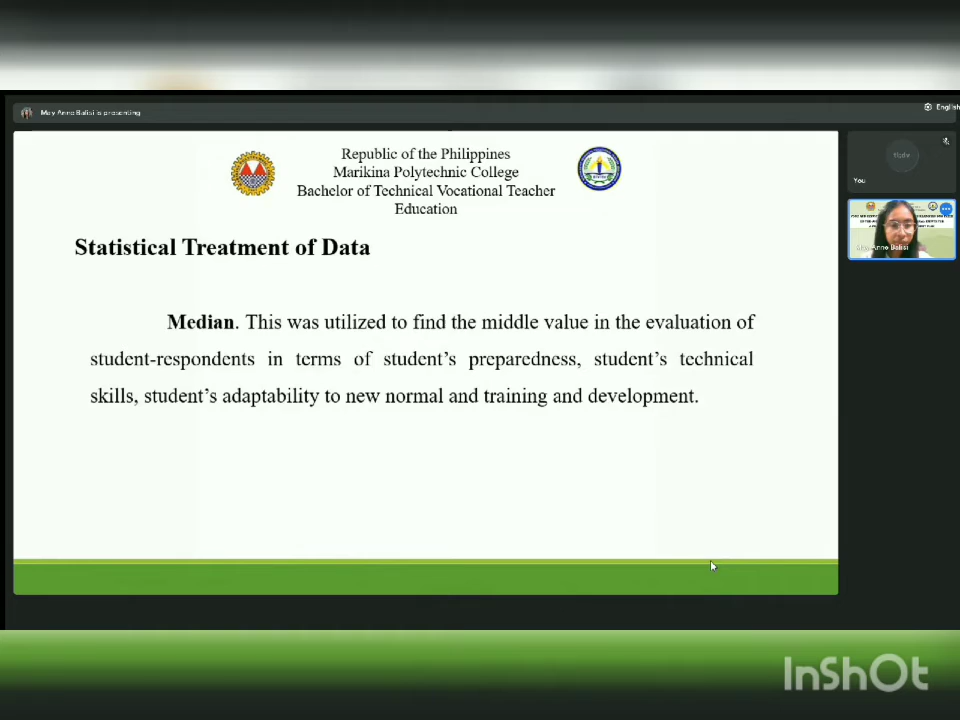 May Anne Balisi is presenting
English
Republic of the Philippines
Marikina Polytechnic College
Bachelor of Technical Vocational Teacher
Education
You
May Anne Balisi
Statistical Treatment of Data
Median. This was utilized to find the middle value in the evaluation of
student-respondents in terms of student's preparedness, student's technical
skills, student's adaptability to new normal and training and development.
InShOt